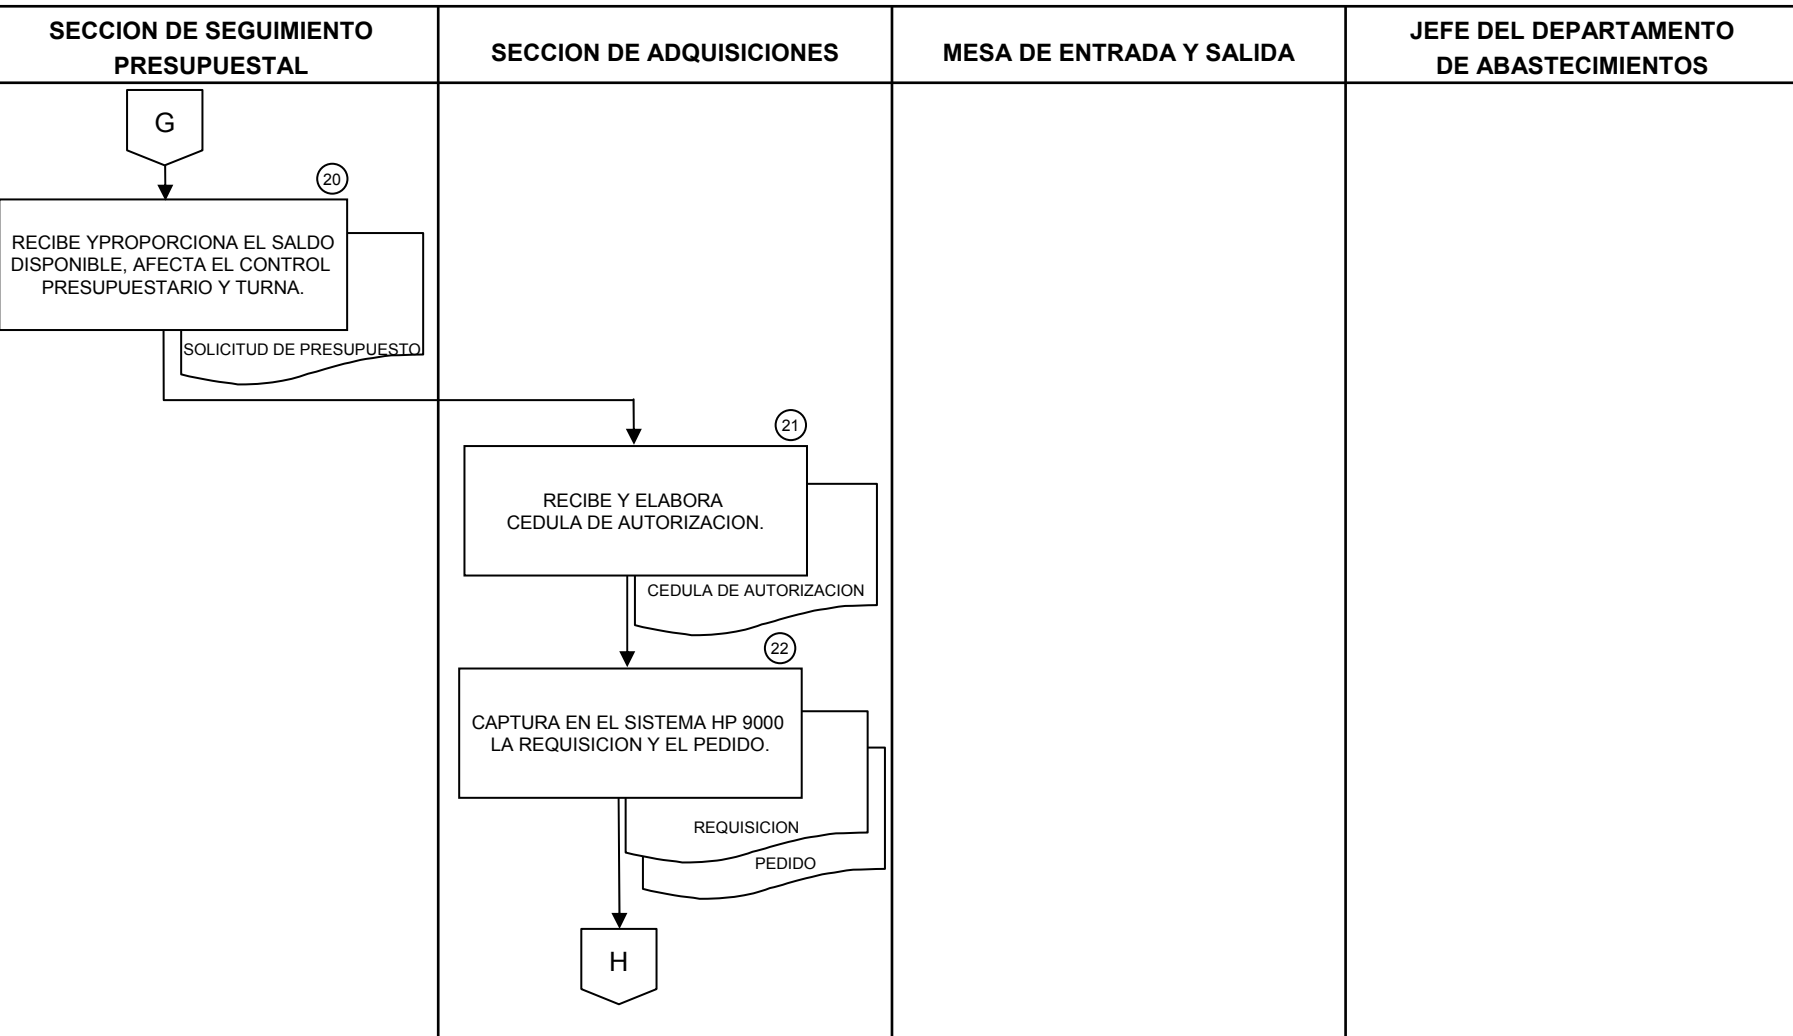 SECCION DE SEGUIMIENTO
PRESUPUESTAL
SECCION DE ADQUISICIONES
MESA DE ENTRADA Y SALIDA
JEFE DEL DEPARTAMENTO
DE ABASTECIMIENTOS
G
20
RECIBE YPROPORCIONA EL SALDO
DISPONIBLE, AFECTA EL CONTROL
PRESUPUESTARIO Y TURNA.
SOLICITUD DE PRESUPUESTO
21
RECIBE Y ELABORA
CEDULA DE AUTORIZACION.
CEDULA DE AUTORIZACION
22
CAPTURA EN EL SISTEMA HP 9000
LA REQUISICION Y EL PEDIDO.
REQUISICION
PEDIDO
H